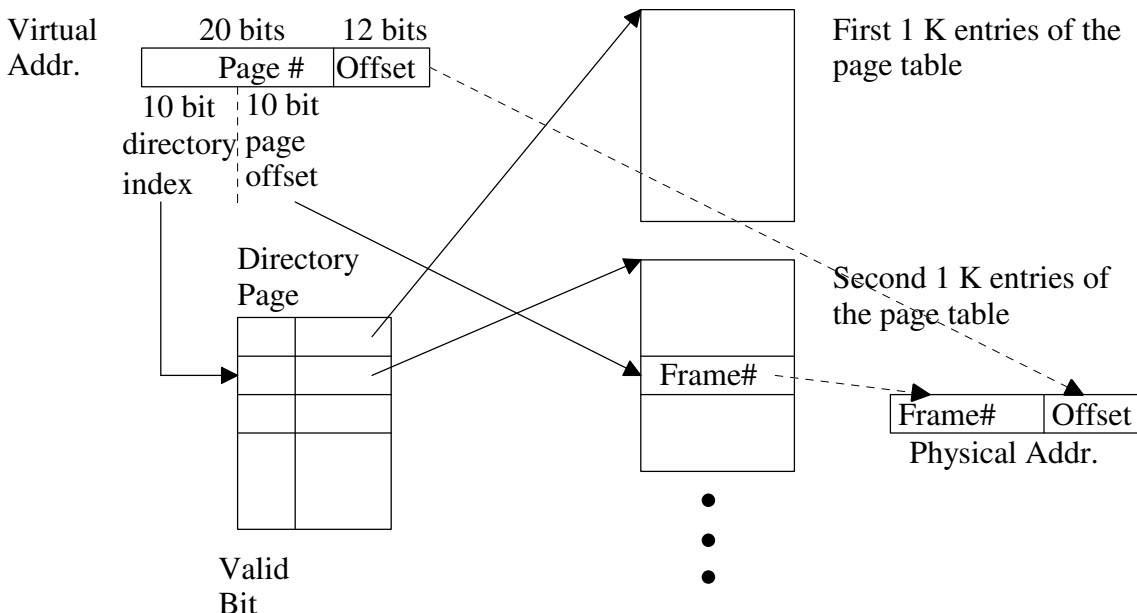 Virtual
Addr.
20 bits
12 bits
Page #
Offset
10 bit
directory
index
10 bit
page
offset
Directory
Page
Valid
Bit
First 1 K entries of the
page table
Second 1 K entries of
the page table
Frame#
Frame#
Offset
Physical Addr.